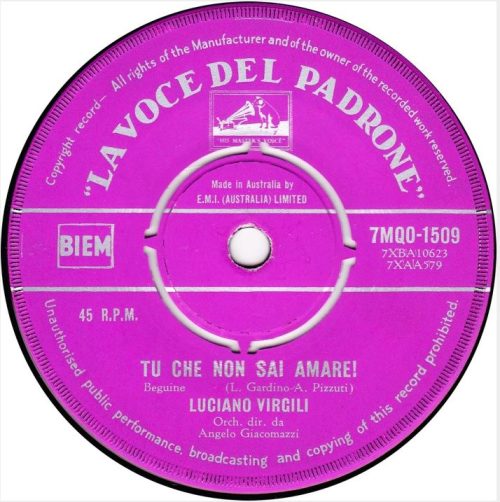 Copyright record— All rights of the Manufacturer and of the owner of the recorded work reserved.
"LA VOCE DEL PADRONE"
"HIS MASTER'S VOICE"
Made in Australia by
E.M.I. (AUSTRALIA) LIMITED
BIEM
7MQO-1509
7XBA10623
7XAA579
45 R.P.M.
TU CHE NON SAI AMARE!
Beguine (L. Gardino-A. Pizzuti)
LUCIANO VIRGILI
Orch. dir. da
Angelo Giacomazzi
Unauthorised public performance, broadcasting and copying of this record prohibited.